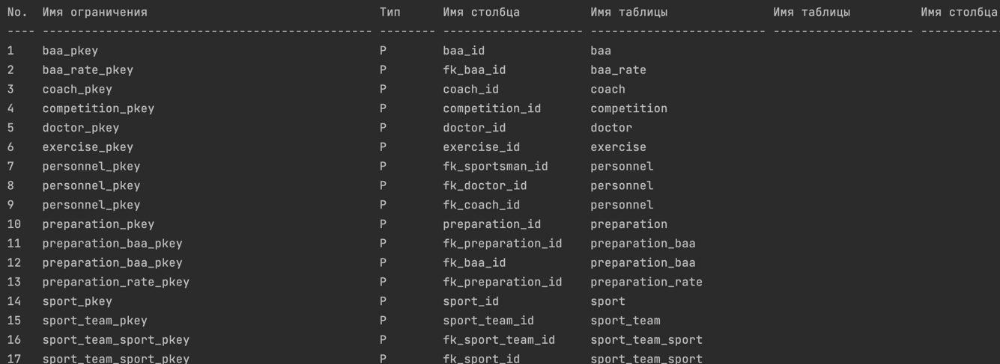 No.  Имя ограничения                                 Тип      Имя столбца          Имя таблицы               Имя таблицы          Имя столбца
---- ----------------------------------------------- -------- -------------------- ------------------------- -------------------- ------------
1    baa_pkey                                        P        baa_id               baa
2    baa_rate_pkey                                   P        fk_baa_id            baa_rate
3    coach_pkey                                      P        coach_id             coach
4    competition_pkey                                P        competition_id       competition
5    doctor_pkey                                     P        doctor_id            doctor
6    exercise_pkey                                   P        exercise_id          exercise
7    personnel_pkey                                  P        fk_sportsman_id      personnel
8    personnel_pkey                                  P        fk_doctor_id         personnel
9    personnel_pkey                                  P        fk_coach_id          personnel
10   preparation_pkey                                P        preparation_id       preparation
11   preparation_baa_pkey                            P        fk_preparation_id    preparation_baa
12   preparation_baa_pkey                            P        fk_baa_id            preparation_baa
13   preparation_rate_pkey                           P        fk_preparation_id    preparation_rate
14   sport_pkey                                      P        sport_id             sport
15   sport_team_pkey                                 P        sport_team_id        sport_team
16   sport_team_sport_pkey                           P        fk_sport_team_id     sport_team_sport
17   sport_team_sport_pkey                           P        fk_sport_id          sport_team_sport